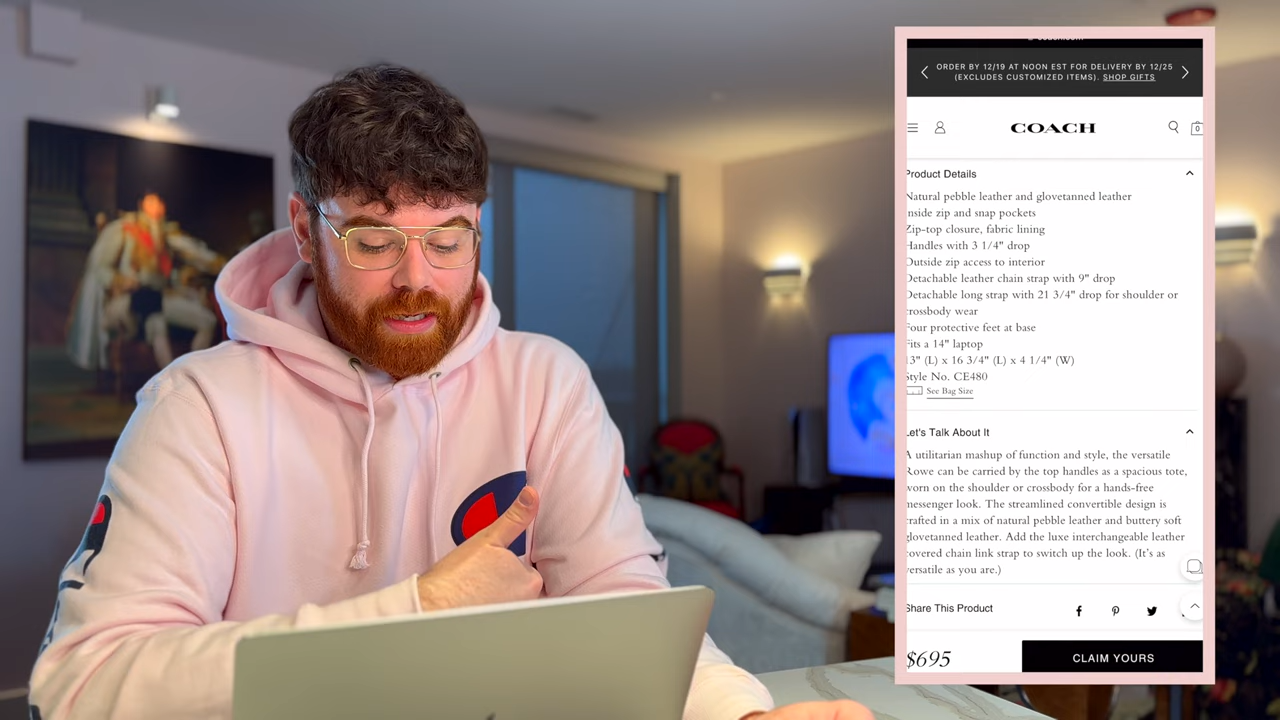 ORDER BY 12/19 AT NOON EST FOR DELIVERY BY 12/25
(EXCLUDES CUSTOMIZED ITEMS). SHOP GIFTS
COACH
0
Product Details
Natural pebble leather and glovetanned leather
Inside zip and snap pockets
Zip-top closure, fabric lining
Handles with 3 1/4" drop
Outside zip access to interior
Detachable leather chain strap with 9" drop
Detachable long strap with 21 3/4" drop for shoulder or
crossbody wear
Four protective feet at base
Fits a 14" laptop
13" (L) x 16 3/4" (L) x 4 1/4" (W)
Style No. CE480
See Bag Size
Let's Talk About It
A utilitarian mashup of function and style, the versatile
Rowe can be carried by the top handles as a spacious tote,
worn on the shoulder or crossbody for a hands-free
messenger look. The streamlined convertible design is
crafted in a mix of natural pebble leather and buttery soft
glovetanned leather. Add the luxe interchangeable leather
covered chain link strap to switch up the look. (It's as
versatile as you are.)
Share This Product
$695
CLAIM YOURS